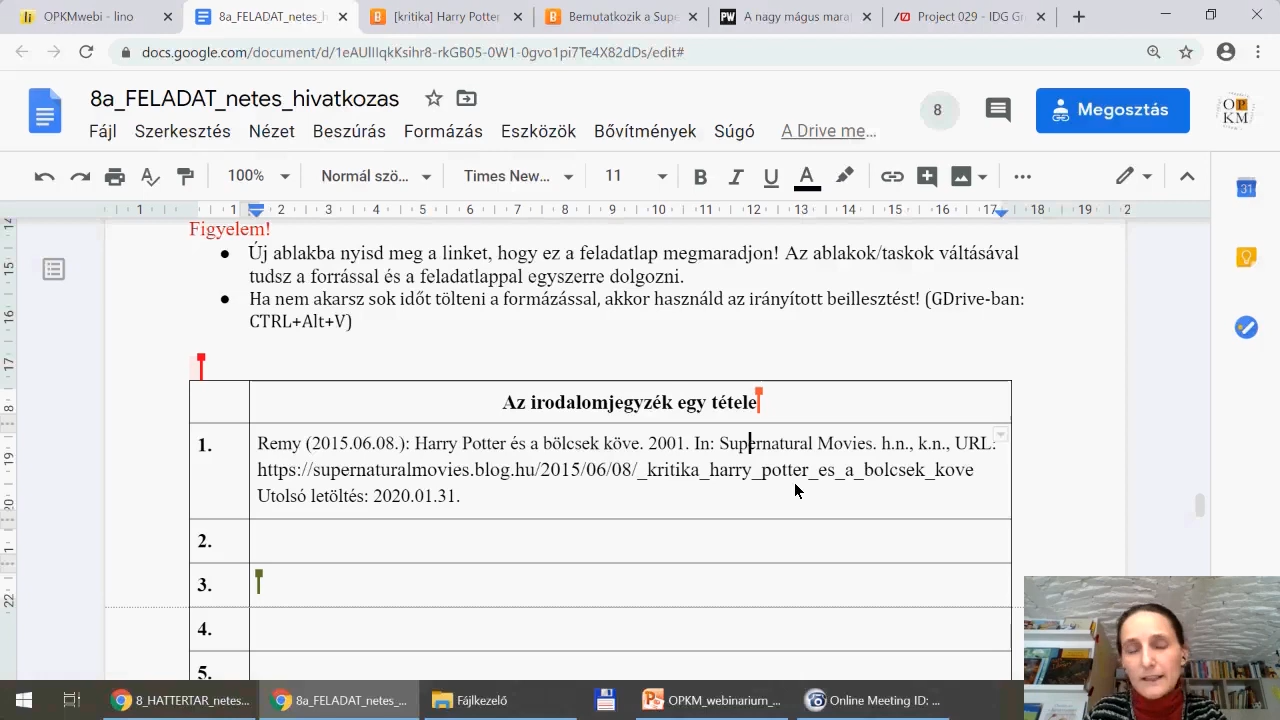 OPKMwebi - lino
8a_FELADAT_netes_h
[kritika] Harry Potter
Bemutatkozik a Supe
A nagy mágus mara
Project 029 - IDG Gr
docs.google.com/document/d/1eAUlIlqkKsihr8-rkGB05-0W1-0gvo1pi7Te4X82dDs/edit#
8a_FELADAT_netes_hivatkozas
Fájl Szerkesztés Nézet Beszúrás Formázás Eszközök Bővítmények Súgó A Drive me...
8
Megosztás
OPKM
100% Normál szö... Times New... 11
Figyelem!
● Új ablakba nyisd meg a linket, hogy ez a feladatlap megmaradjon! Az ablakok/taskok váltásával
tudsz a forrással és a feladatlappal egyszerre dolgozni.
● Ha nem akarsz sok időt tölteni a formázással, akkor használd az irányított beillesztést! (GDrive-ban:
CTRL+Alt+V)
Az irodalomjegyzék egy tétele
1. Remy (2015.06.08.): Harry Potter és a bölcsek köve. 2001. In: Supernatural Movies. h.n., k.n., URL:
https://supernaturalmovies.blog.hu/2015/06/08/_kritika_harry_potter_es_a_bolcsek_kove
Utolsó letöltés: 2020.01.31.
2.
3.
4.
5.
8_HATTERTAR_netes...
8a_FELADAT_netes_...
Fájlkezelő
OPKM_webinarium_...
Online Meeting ID: ...